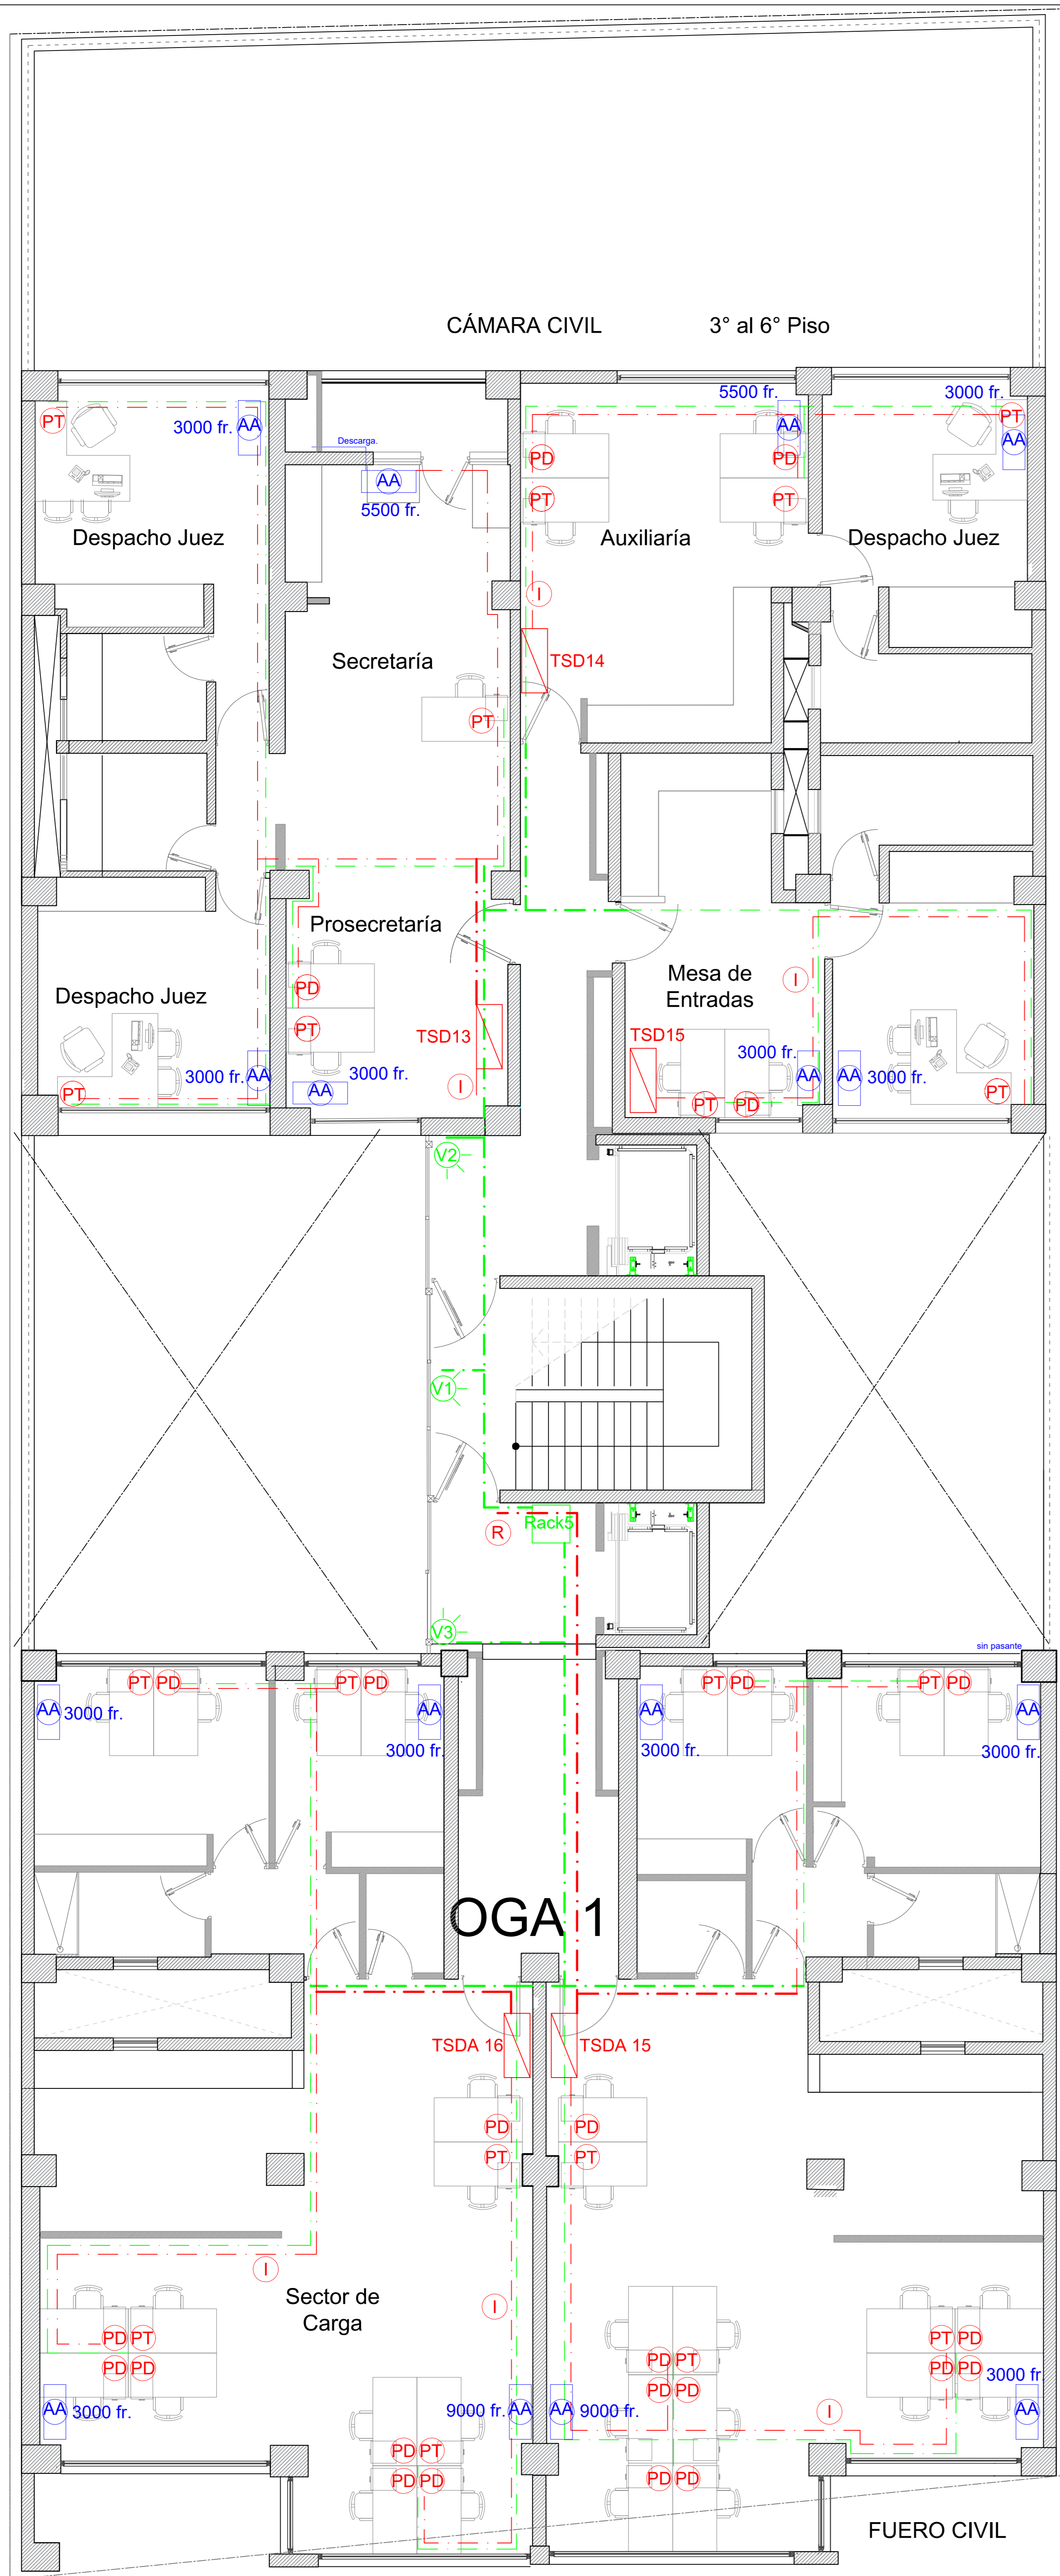 CÁMARA CIVIL 3° al 6° Piso
5500 fr.
3000 fr.
PT
3000 fr. AA
AA
PT
AA
Descarga.
PD
PD
AA
5500 fr.
PT
PT
Despacho Juez
Auxiliaría
Despacho Juez
I
Secretaría
TSD14
PT
Prosecretaría
Mesa de
Entradas
I
Despacho Juez
PD
PT
TSD13
TSD15
3000 fr.
3000 fr. AA
3000 fr.
AA
AA
AA 3000 fr.
I
PT
PT
PD
PT
V2
V1
Rack5
R
V3
sin pasante
PT PD
PT PD
PT PD
PT PD
AA 3000 fr.
AA
3000 fr.
AA
3000 fr.
AA
3000 fr.
OGA 1
TSDA 16
TSDA 15
PD
PT
PD
PT
I
Sector de
Carga
I
PD PT
PD PD
PD PT
PD PD
PT PD
PD PD
3000 fr.
AA 3000 fr.
9000 fr. AA
AA 9000 fr.
I
AA
PD PT
PD PD
PD PD
FUERO CIVIL